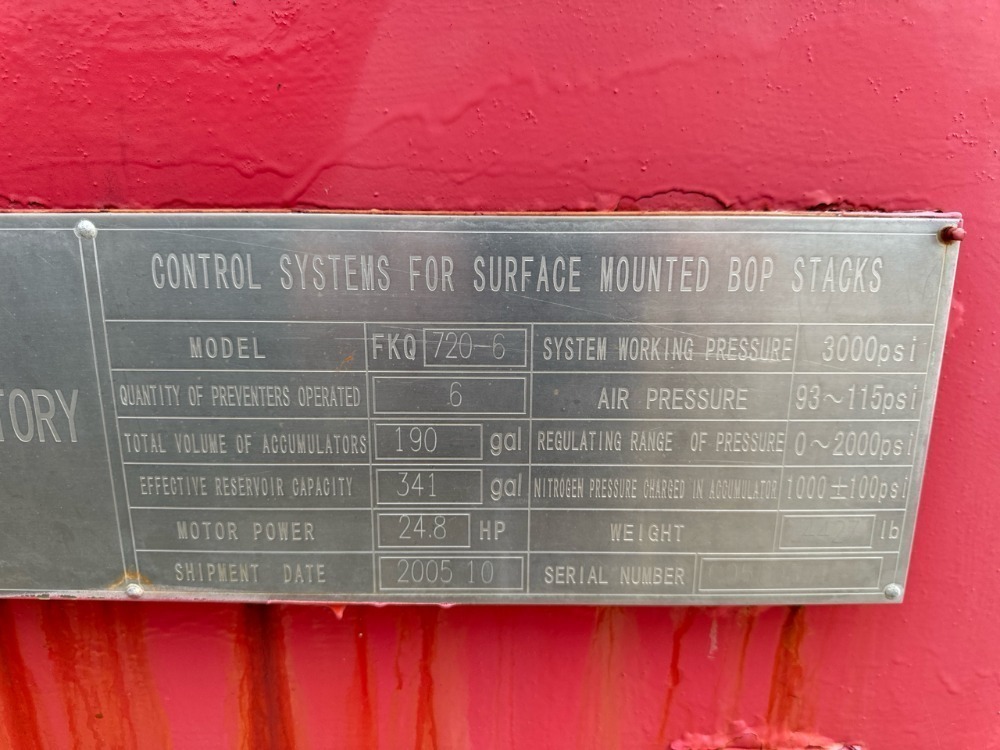 TORY
CONTROL SYSTEMS FOR SURFACE MOUNTED BOP STACKS
MODEL FKQ 720-6 SYSTEM WORKING PRESSURE 3000psi
QUANTITY OF PREVENTERS OPERATED 6 AIR PRESSURE 93~115psi
TOTAL VOLUME OF ACCUMULATORS 190 gal REGULATING RANGE OF PRESSURE 0~2000psi
EFFECTIVE RESERVOIR CAPACITY 341 gal NITROGEN PRESSURE CHARGED IN ACCUMULATOR 1000±100psi
MOTOR POWER 24.8 HP WEIGHT lb
SHIPMENT DATE 2005 10 SERIAL NUMBER